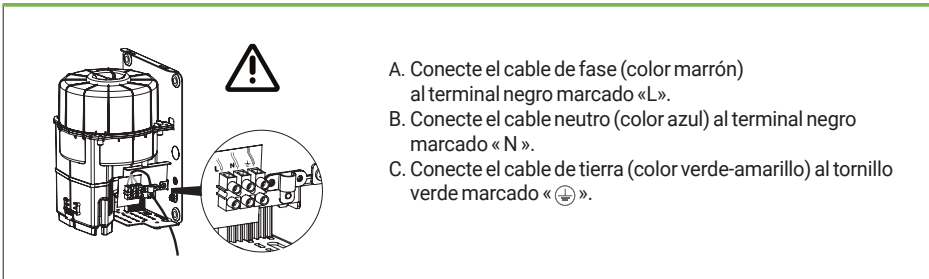 A. Conecte el cable de fase (color marrón)
al terminal negro marcado «L».
B. Conecte el cable neutro (color azul) al terminal negro
marcado « N ».
C. Conecte el cable de tierra (color verde-amarillo) al tornillo
verde marcado « ⏚ ».
L N ⏚